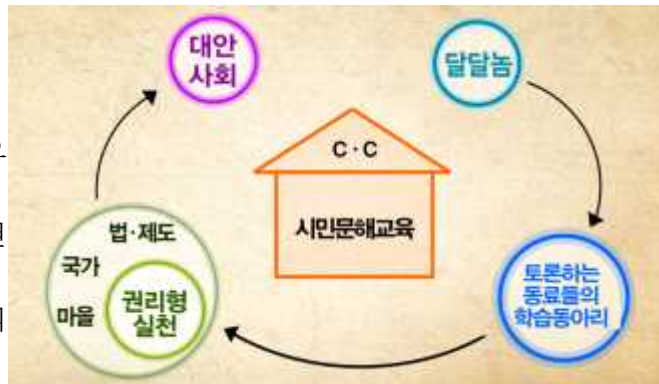 대안
사회
달달놈
C·C
시민문해교육
법·제도
국가
마을
권리형
실천
토론하는
동료들의
학습동아리